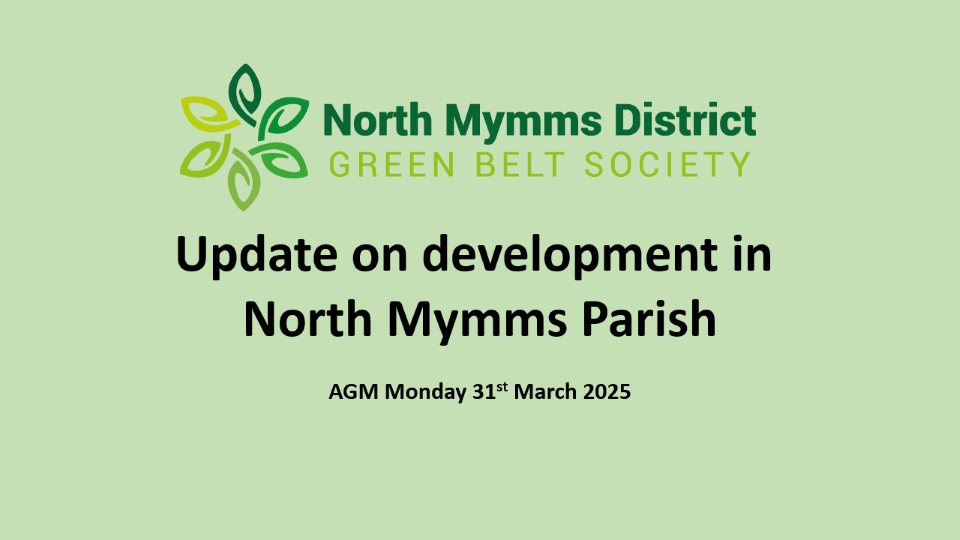 North Mymms District
GREEN BELT SOCIETY
Update on development in
North Mymms Parish
AGM Monday 31st March 2025